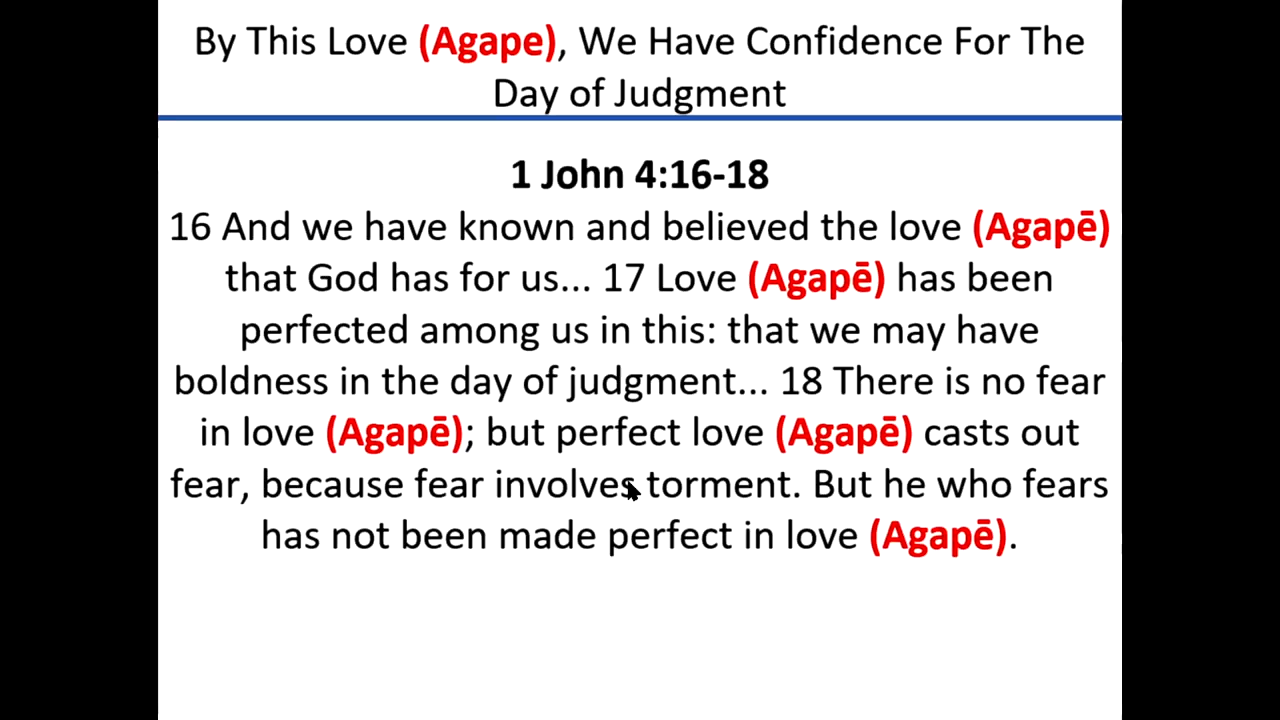 By This Love (Agape), We Have Confidence For The
Day of Judgment
1 John 4:16-18
16 And we have known and believed the love (Agapē)
that God has for us... 17 Love (Agapē) has been
perfected among us in this: that we may have
boldness in the day of judgment... 18 There is no fear
in love (Agapē); but perfect love (Agapē) casts out
fear, because fear involves torment. But he who fears
has not been made perfect in love (Agapē).